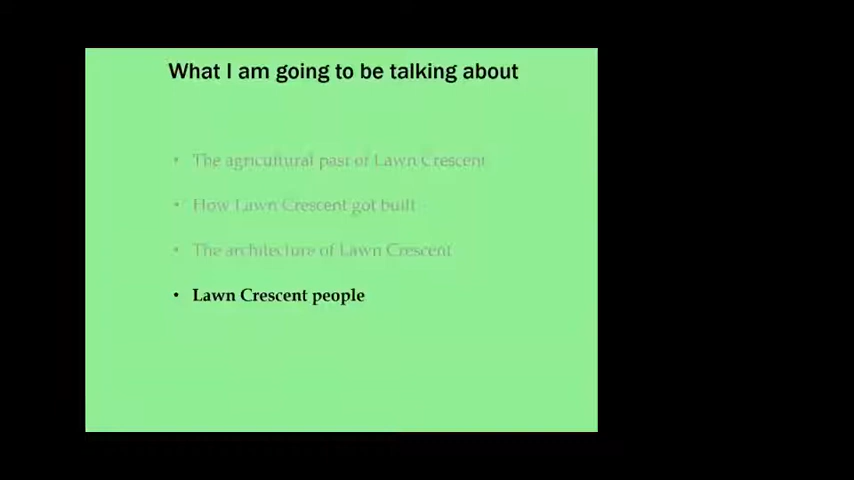 What I am going to be talking about
• The agricultural past of Lawn Crescent
• How Lawn Crescent got built
• The architecture of Lawn Crescent
• Lawn Crescent people